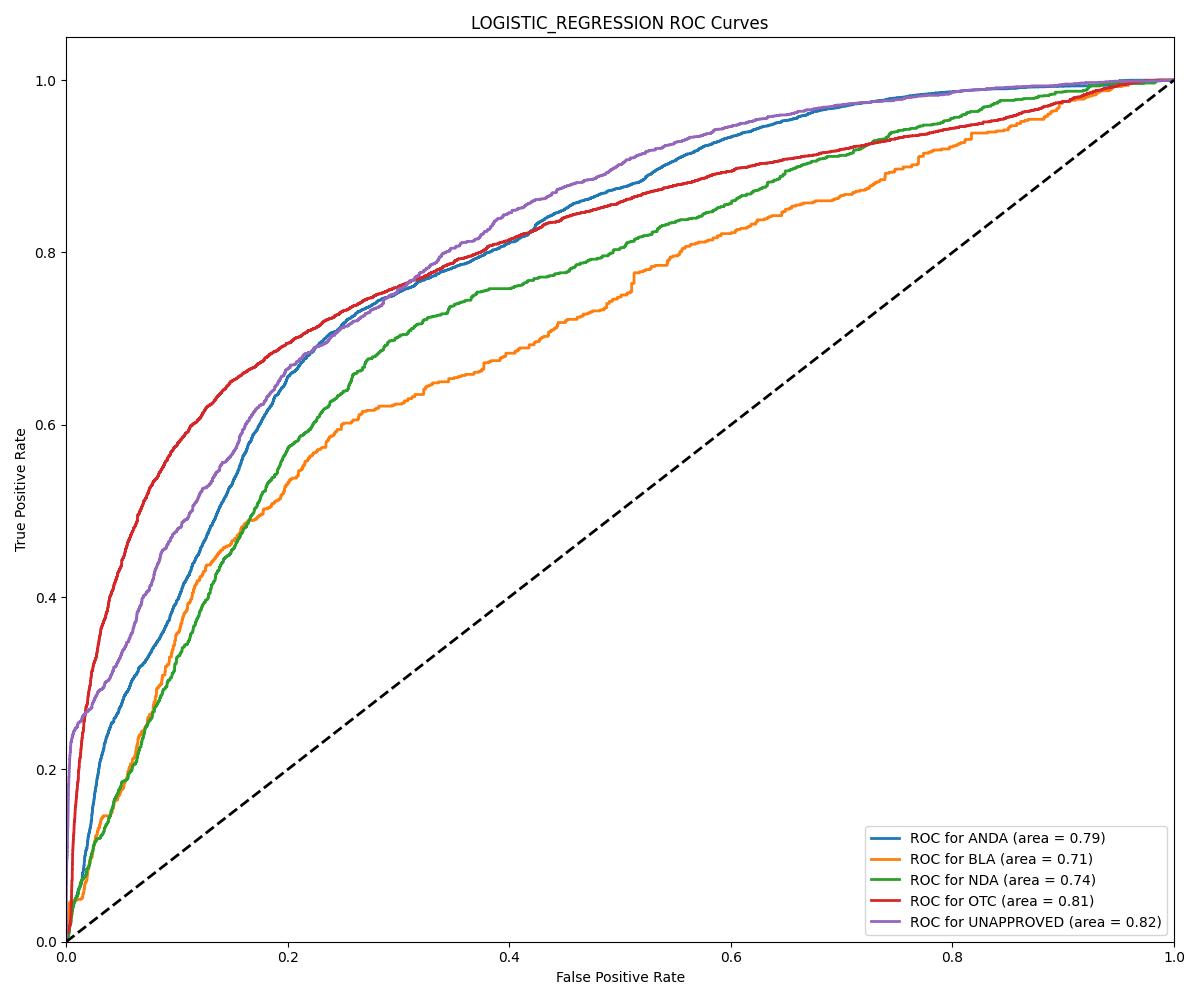 LOGISTIC_REGRESSION ROC Curves
True Positive Rate
1.0
0.8
0.6
0.4
0.2
0.0
0.0 0.2 0.4 0.6 0.8 1.0
False Positive Rate
ROC for ANDA (area = 0.79)
ROC for BLA (area = 0.71)
ROC for NDA (area = 0.74)
ROC for OTC (area = 0.81)
ROC for UNAPPROVED (area = 0.82)